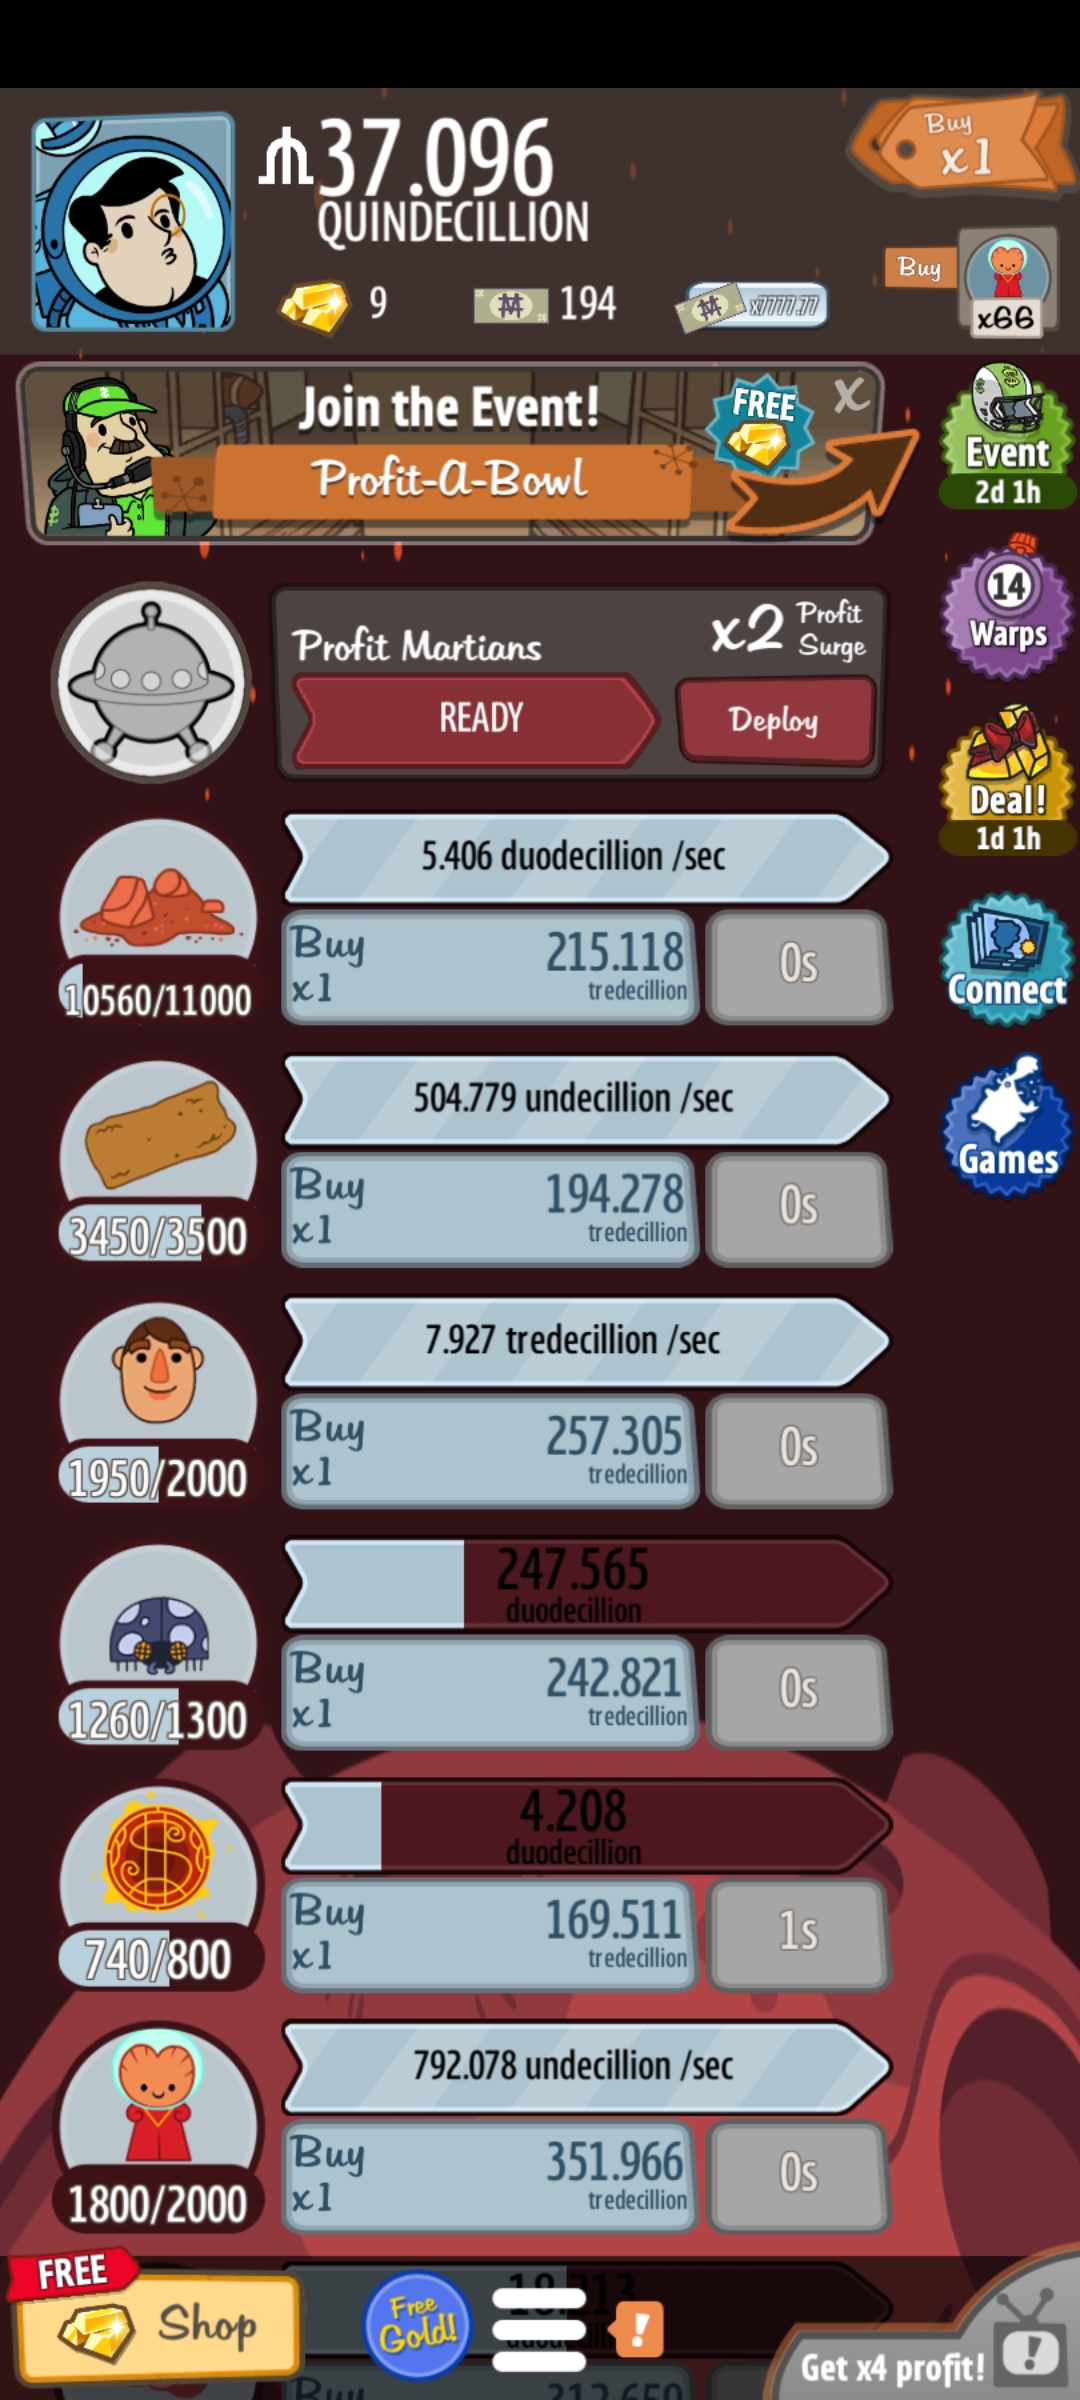 37.096
QUINDECILLION
Buy
x1
9
194
x7777.77
Buy
x66
Join the Event!
Profit-A-Bowl
FREE
X
Event
2d 1h
14
Warps
Profit Martians
x2 Profit Surge
READY
Deploy
Deal!
1d 1h
5.406 duodecillion /sec
10560/11000
Buy x1
215.118
tredecillion
0s
Connect
504.779 undecillion /sec
3450/3500
Buy x1
194.278
tredecillion
0s
Games
7.927 tredecillion /sec
1950/2000
Buy x1
257.305
tredecillion
0s
247.565
duodecillion
1260/1300
Buy x1
242.821
tredecillion
0s
4.208
duodecillion
740/800
Buy x1
169.511
tredecillion
1s
792.078 undecillion /sec
1800/2000
Buy x1
351.966
tredecillion
0s
FREE
Shop
Free
Gold!
!
Get x4 profit!
!
Buy